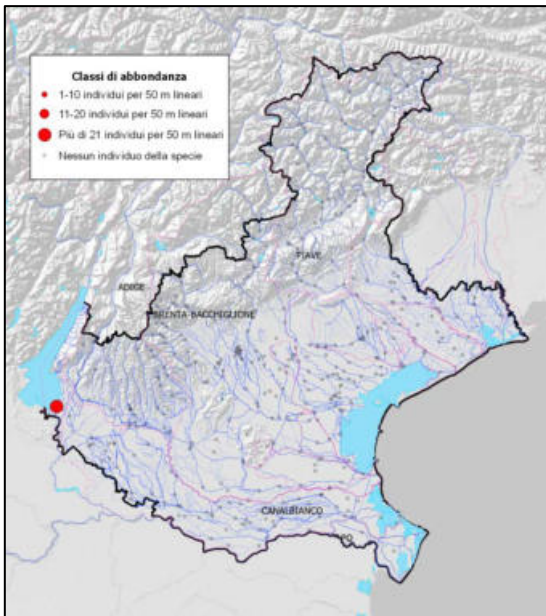 Classi di abbondanza
1-10 individui per 50 m lineari
11-20 individui per 50 m lineari
Più di 21 individui per 50 m lineari
Nessun individuo della specie
PIAVE
ADIGE
BRENTA-BACCHIGLIONE
CANALBIANCO
PO